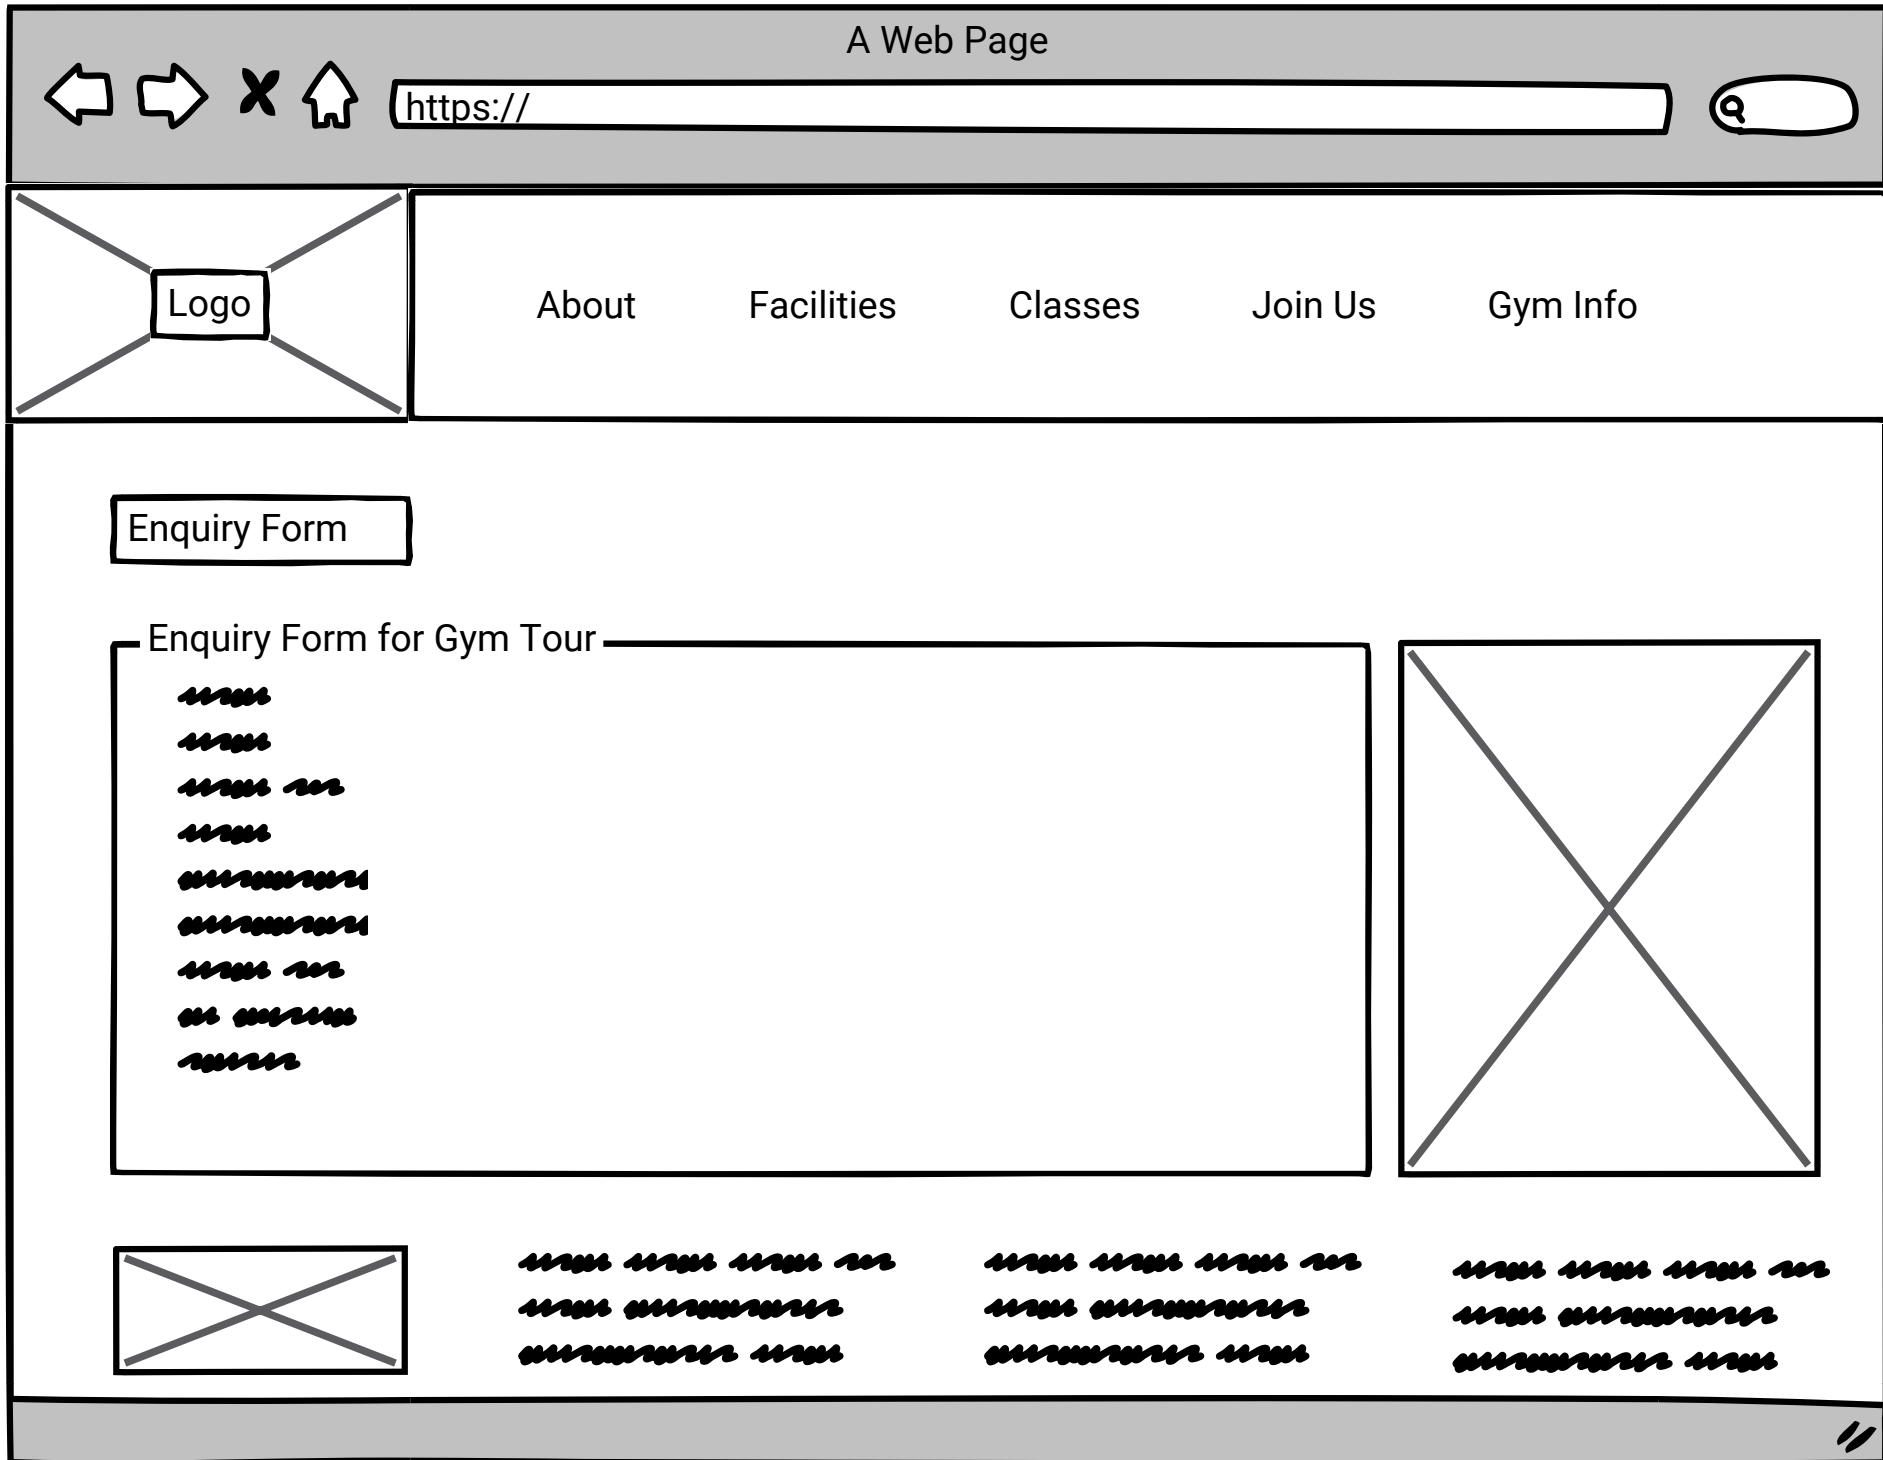 A Web Page
https://
Logo
About Facilities Classes Join Us Gym Info
Enquiry Form
Enquiry Form for Gym Tour